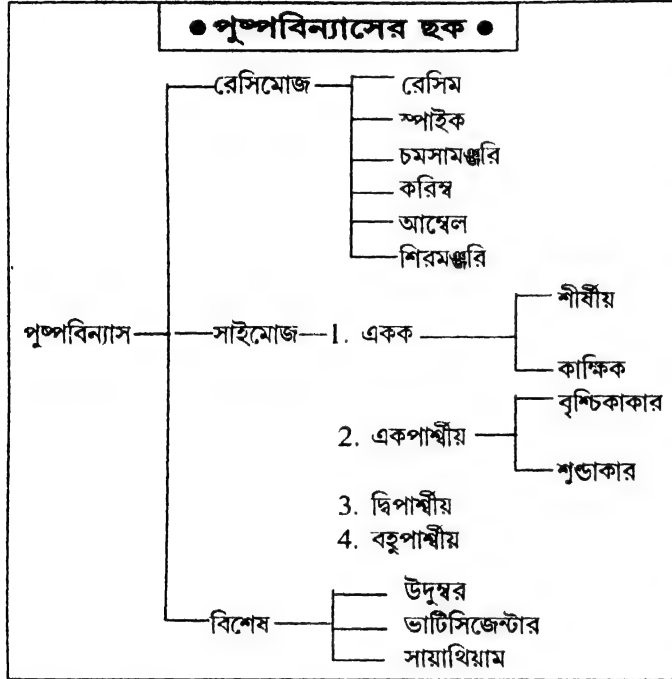 ● পুষ্পবিন্যাসের ছক ●
রেসিমোজ
রেসিম
স্পাইক
চমসামঞ্জরি
করিম্ব
আম্বেল
শিরমঞ্জরি
পুষ্পবিন্যাস
সাইমোজ
1. একক
শীর্ষীয়
কাক্ষিক
2. একপার্শ্বীয়
বৃশ্চিকাকার
শুণ্ডাকার
3. দ্বিপার্শ্বীয়
4. বহুপার্শ্বীয়
বিশেষ
উদুম্বর
ভার্টিসিজেন্টার
সায়াথিয়াম